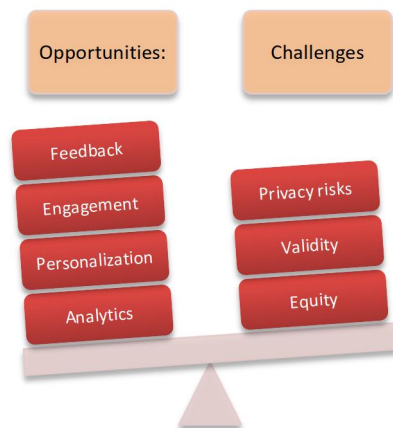 Opportunities:
Challenges
Feedback
Engagement
Personalization
Analytics
Privacy risks
Validity
Equity